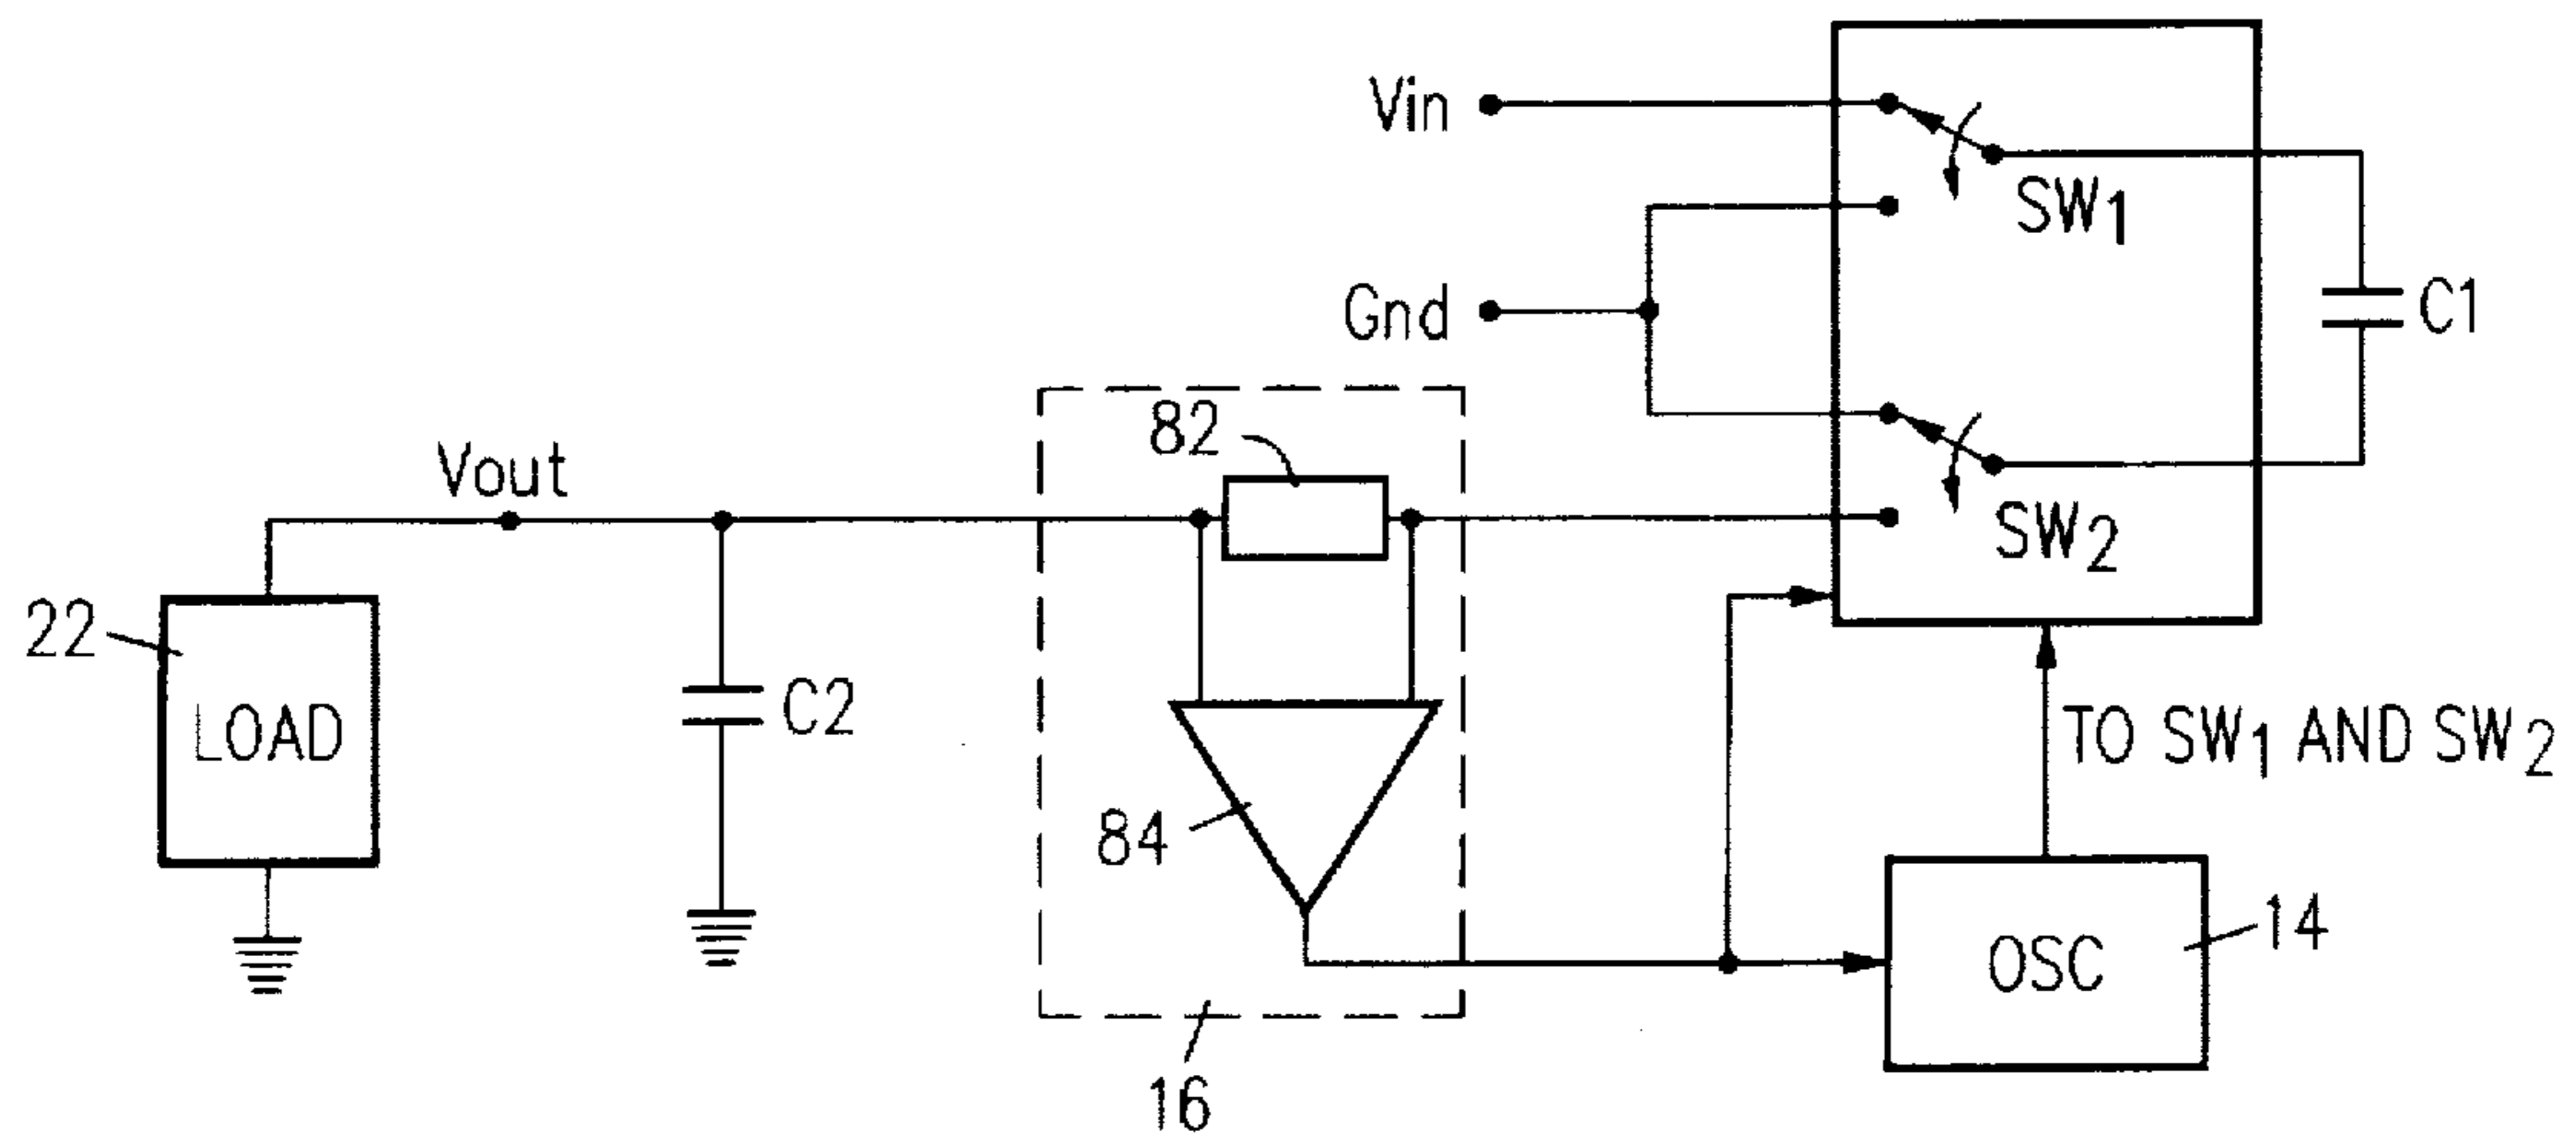 Vin
SW1
Gnd
C1
82
Vout
SW2
22
LOAD
C2
TO SW1 AND SW2
84
14
OSC
16